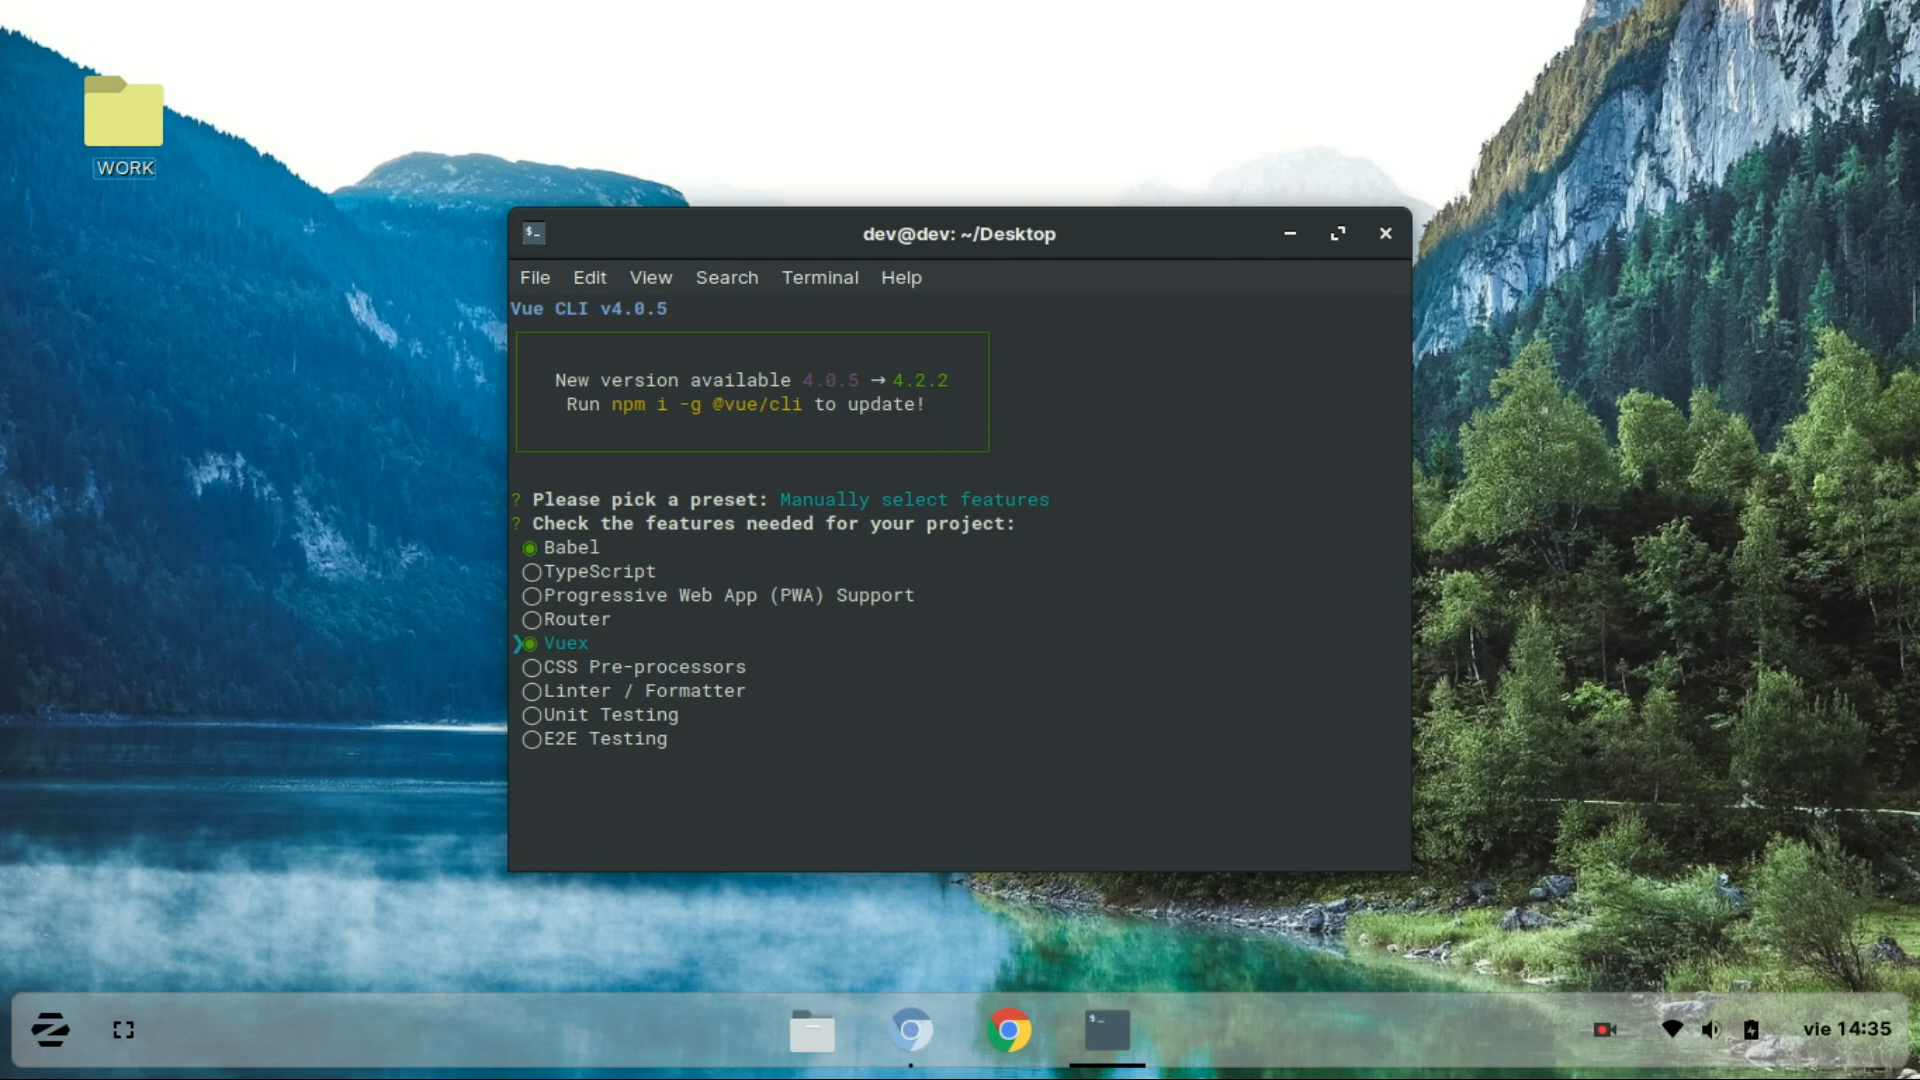 WORK
dev@dev: ~/Desktop
File Edit View Search Terminal Help
Vue CLI v4.0.5
New version available 4.0.5 → 4.2.2
Run npm i -g @vue/cli to update!
? Please pick a preset: Manually select features
? Check the features needed for your project:
◉ Babel
◯TypeScript
◯Progressive Web App (PWA) Support
◯Router
❯◉ Vuex
◯CSS Pre-processors
◯Linter / Formatter
◯Unit Testing
◯E2E Testing
vie 14:35